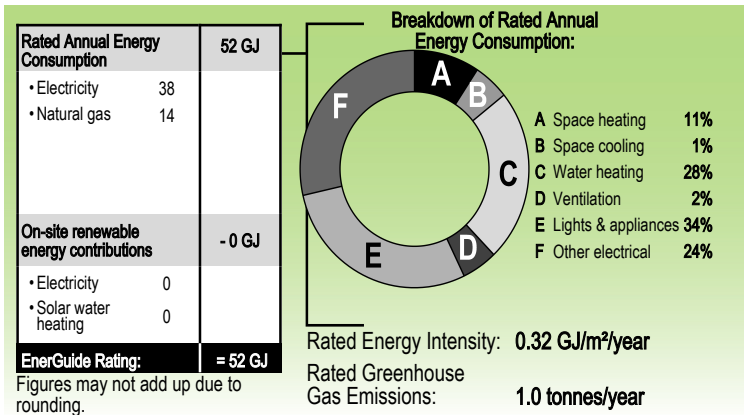 Rated Annual Energy
Consumption
52 GJ
• Electricity 38
• Natural gas 14
On-site renewable
energy contributions
- 0 GJ
• Electricity 0
• Solar water
heating
0
EnerGuide Rating: = 52 GJ
Figures may not add up due to
rounding.
Breakdown of Rated Annual
Energy Consumption:
A
B
C
D
E
F
A Space heating 11%
B Space cooling 1%
C Water heating 28%
D Ventilation 2%
E Lights & appliances 34%
F Other electrical 24%
Rated Energy Intensity: 0.32 GJ/m²/year
Rated Greenhouse
Gas Emissions: 1.0 tonnes/year